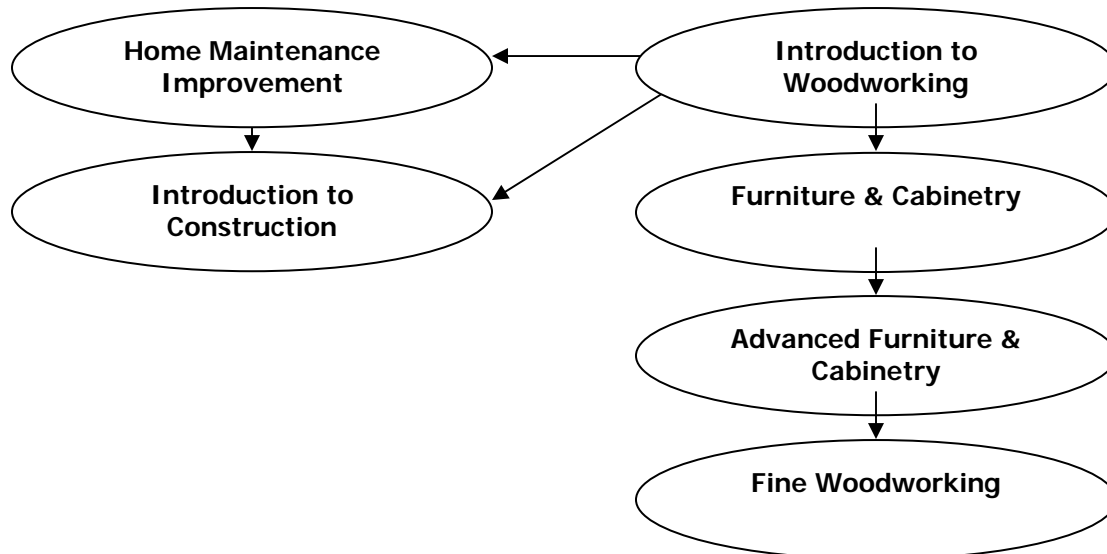 Home Maintenance
Improvement
Introduction to
Woodworking
Introduction to
Construction
Furniture & Cabinetry
Advanced Furniture &
Cabinetry
Fine Woodworking